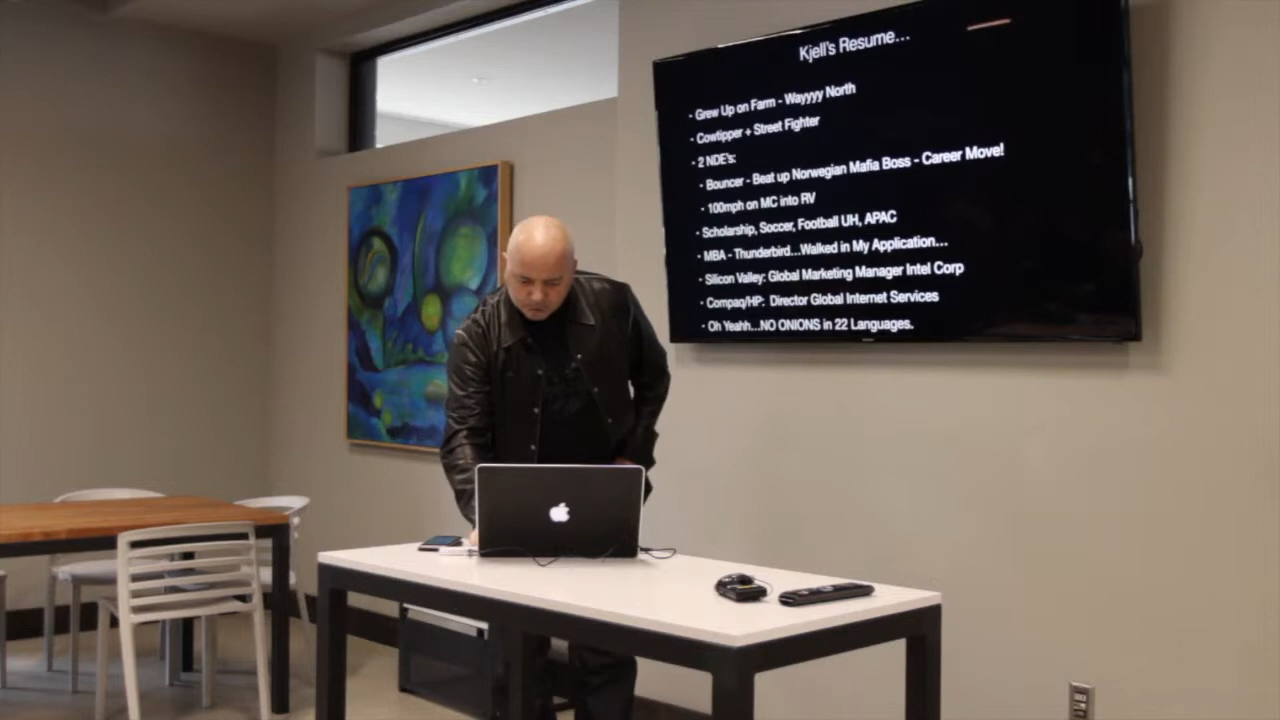 Kjell's Resume...
• Grew Up on Farm - Wayyyy North
• Cowtipper + Street Fighter
• 2 NDE's:
• Bouncer - Beat up Norwegian Mafia Boss - Career Move!
• 100mph on MC into RV
• Scholarship, Soccer, Football UH, APAC
• MBA - Thunderbird...Walked in My Application...
• Silicon Valley: Global Marketing Manager Intel Corp
• Compaq/HP: Director Global Internet Services
• Oh Yeahh...NO ONIONS in 22 Languages.